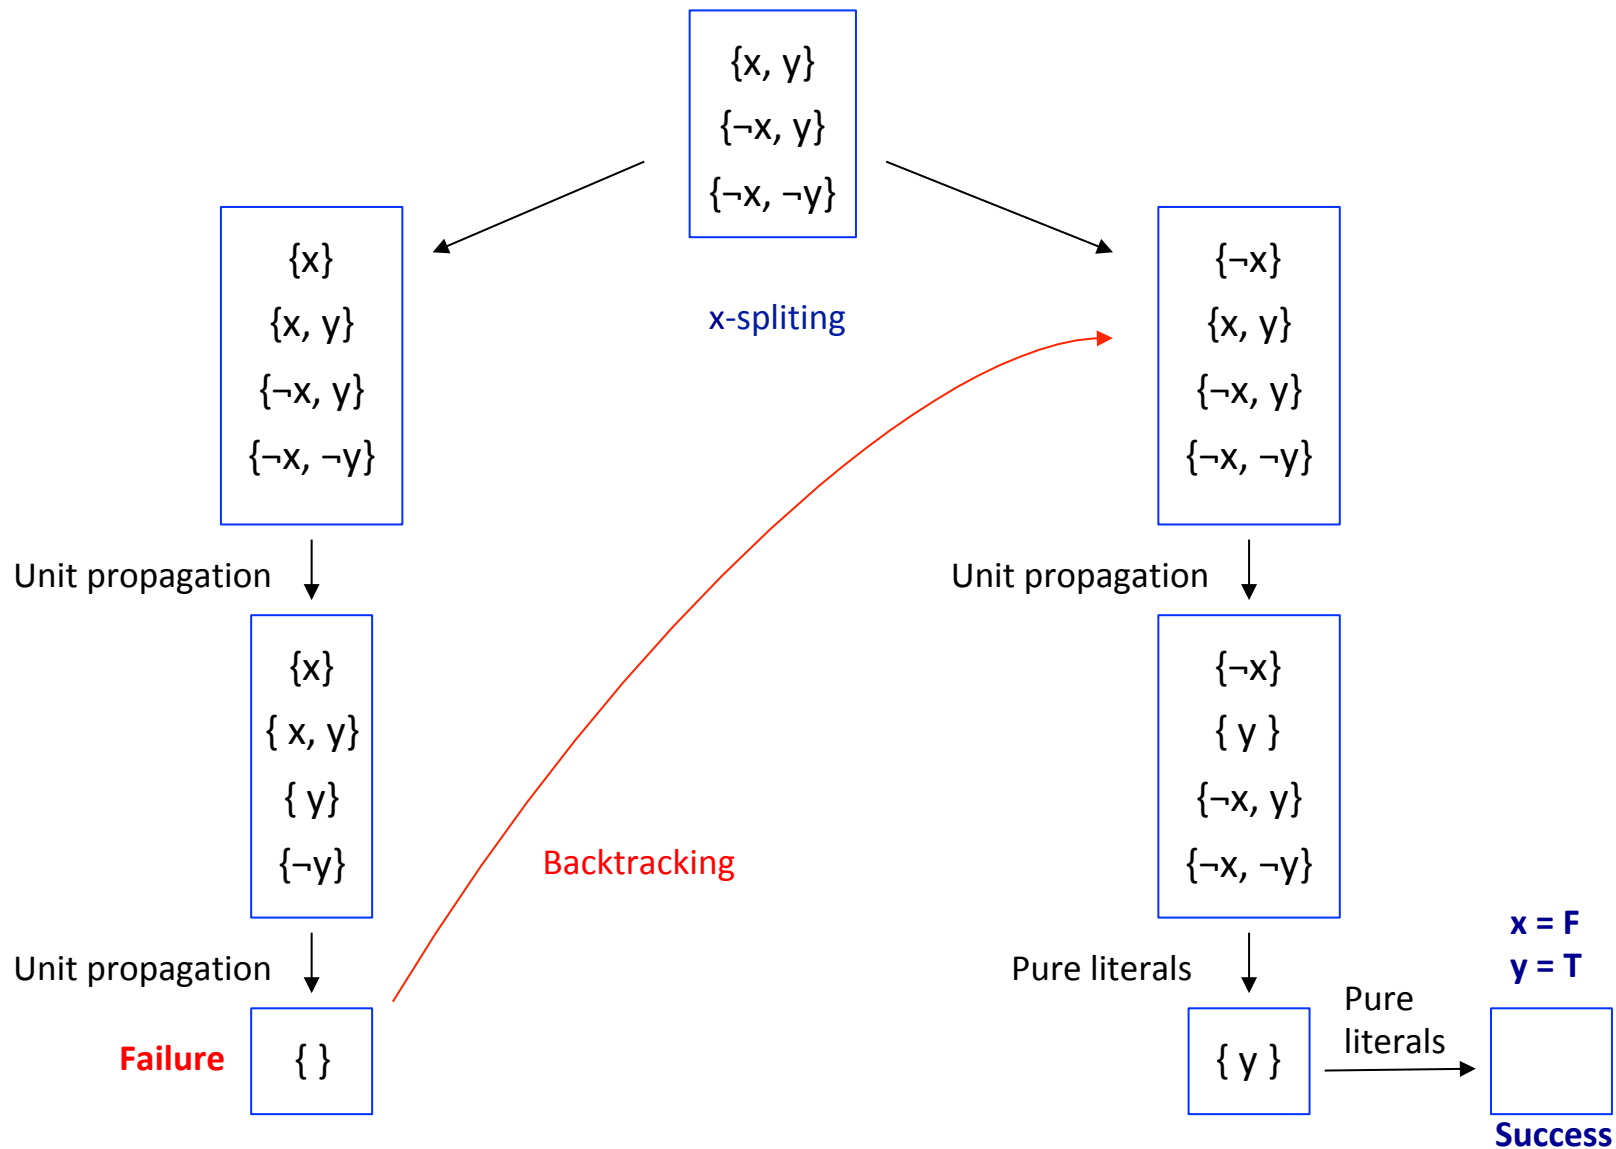 {x, y}
{¬x, y}
{¬x, ¬y}
x-spliting
{x}
{x, y}
{¬x, y}
{¬x, ¬y}
Unit propagation
{x}
{ x, y}
{ y}
{¬y}
Unit propagation
Failure
{ }
Backtracking
{¬x}
{x, y}
{¬x, y}
{¬x, ¬y}
Unit propagation
{¬x}
{ y }
{¬x, y}
{¬x, ¬y}
Pure literals
{ y }
Pure
literals
x = F
y = T
Success